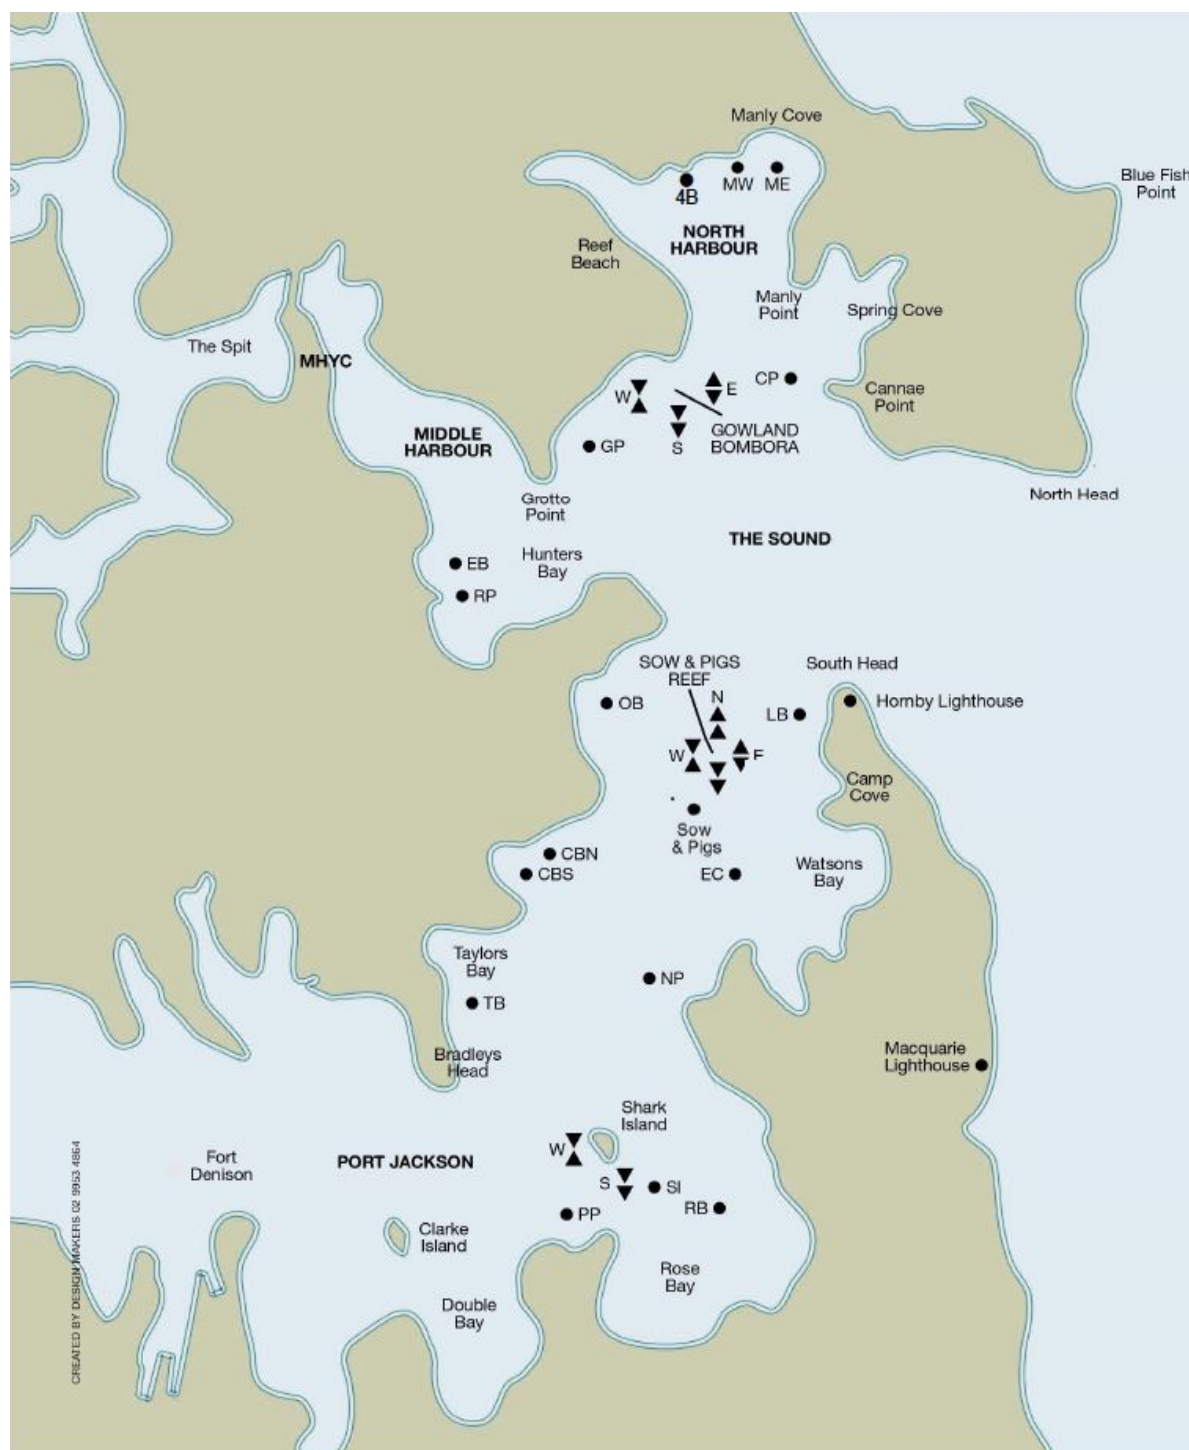 Manly Cove
Blue Fish
Point
MW
ME
4B
NORTH
HARBOUR
Reef
Beach
Manly
Point
Spring Cove
The Spit
MHYC
CP
W
E
Cannae
Point
MIDDLE
HARBOUR
GP
S
GOWLAND
BOMBORA
North Head
Grotto
Point
THE SOUND
EB
Hunters
Bay
RP
SOW & PIGS
REEF
South Head
N
OB
LB
Hornby Lighthouse
W
E
Camp
Cove
Sow
& Pigs
CBN
CBS
EC
Watsons
Bay
Taylors
Bay
NP
TB
Bradleys
Head
Macquarie
Lighthouse
Shark
Island
W
Fort
Denison
PORT JACKSON
S
SI
RB
PP
Clarke
Island
Rose
Bay
Double
Bay
CREATED BY DESIGN MAKERS 02 9953 4864